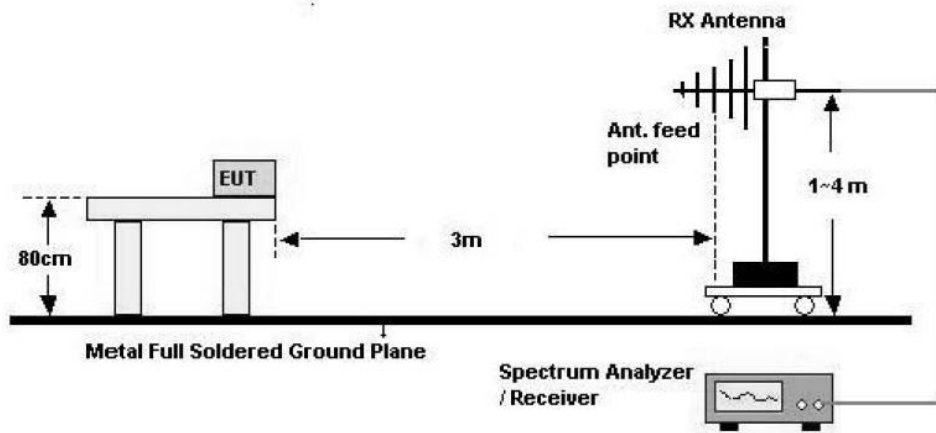 RX Antenna
Ant. feed
point
EUT
1~4 m
80cm
3m
Metal Full Soldered Ground Plane
Spectrum Analyzer
/ Receiver